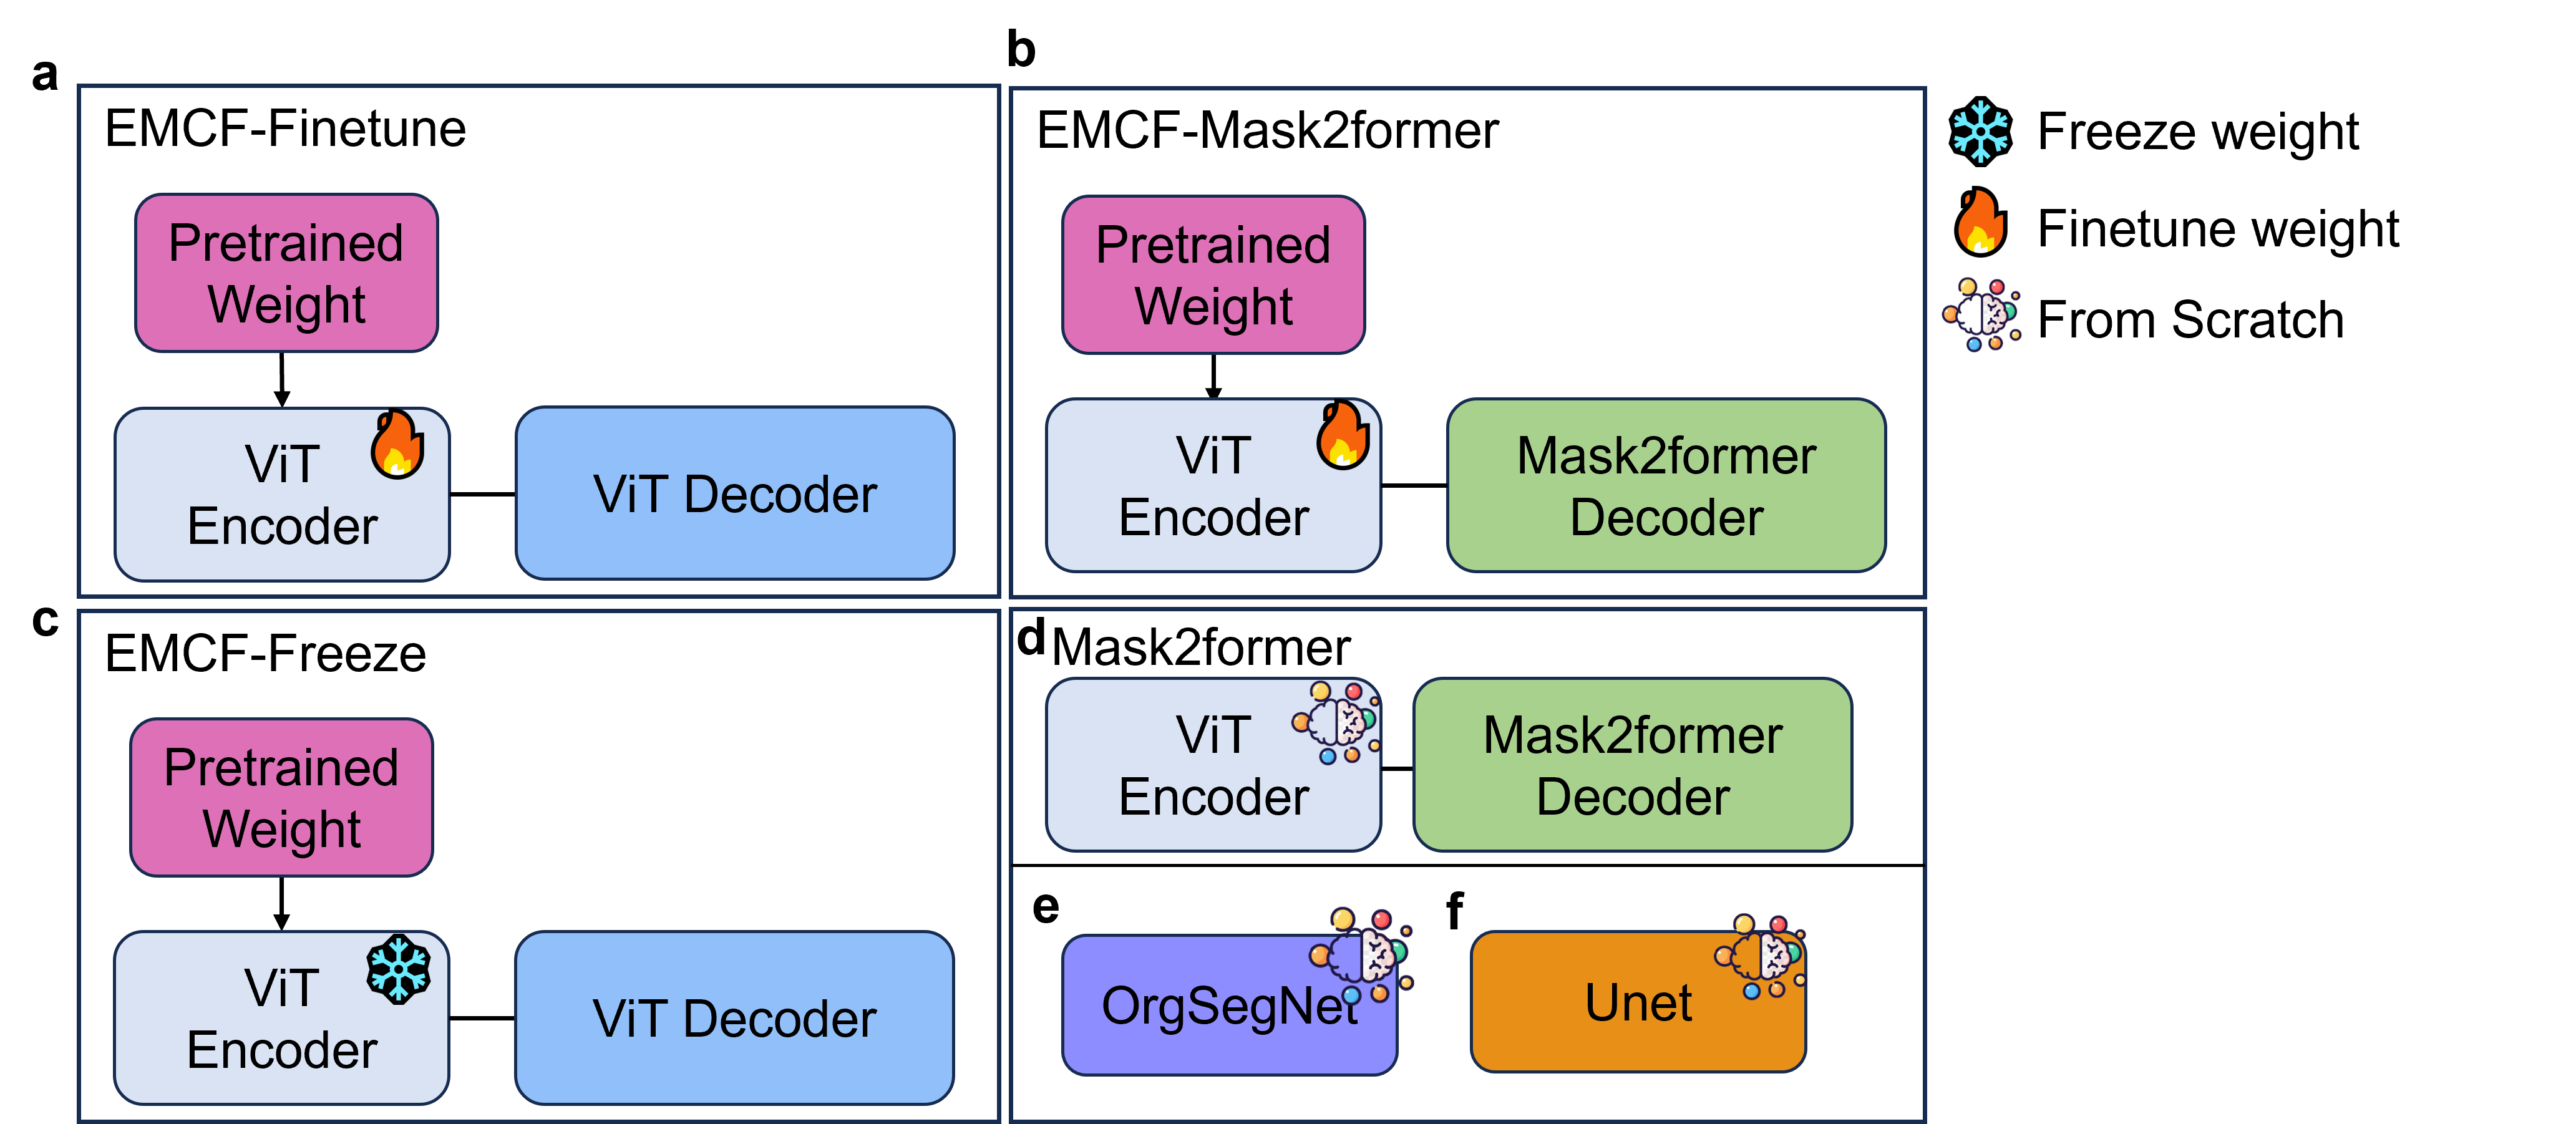 a
EMCF-Finetune
Pretrained
Weight
ViT
Encoder
ViT Decoder
b
EMCF-Mask2former
Pretrained
Weight
ViT
Encoder
Mask2former
Decoder
Freeze weight
Finetune weight
From Scratch
c
EMCF-Freeze
Pretrained
Weight
ViT
Encoder
ViT Decoder
d
Mask2former
ViT
Encoder
Mask2former
Decoder
e
OrgSegNet
f
Unet